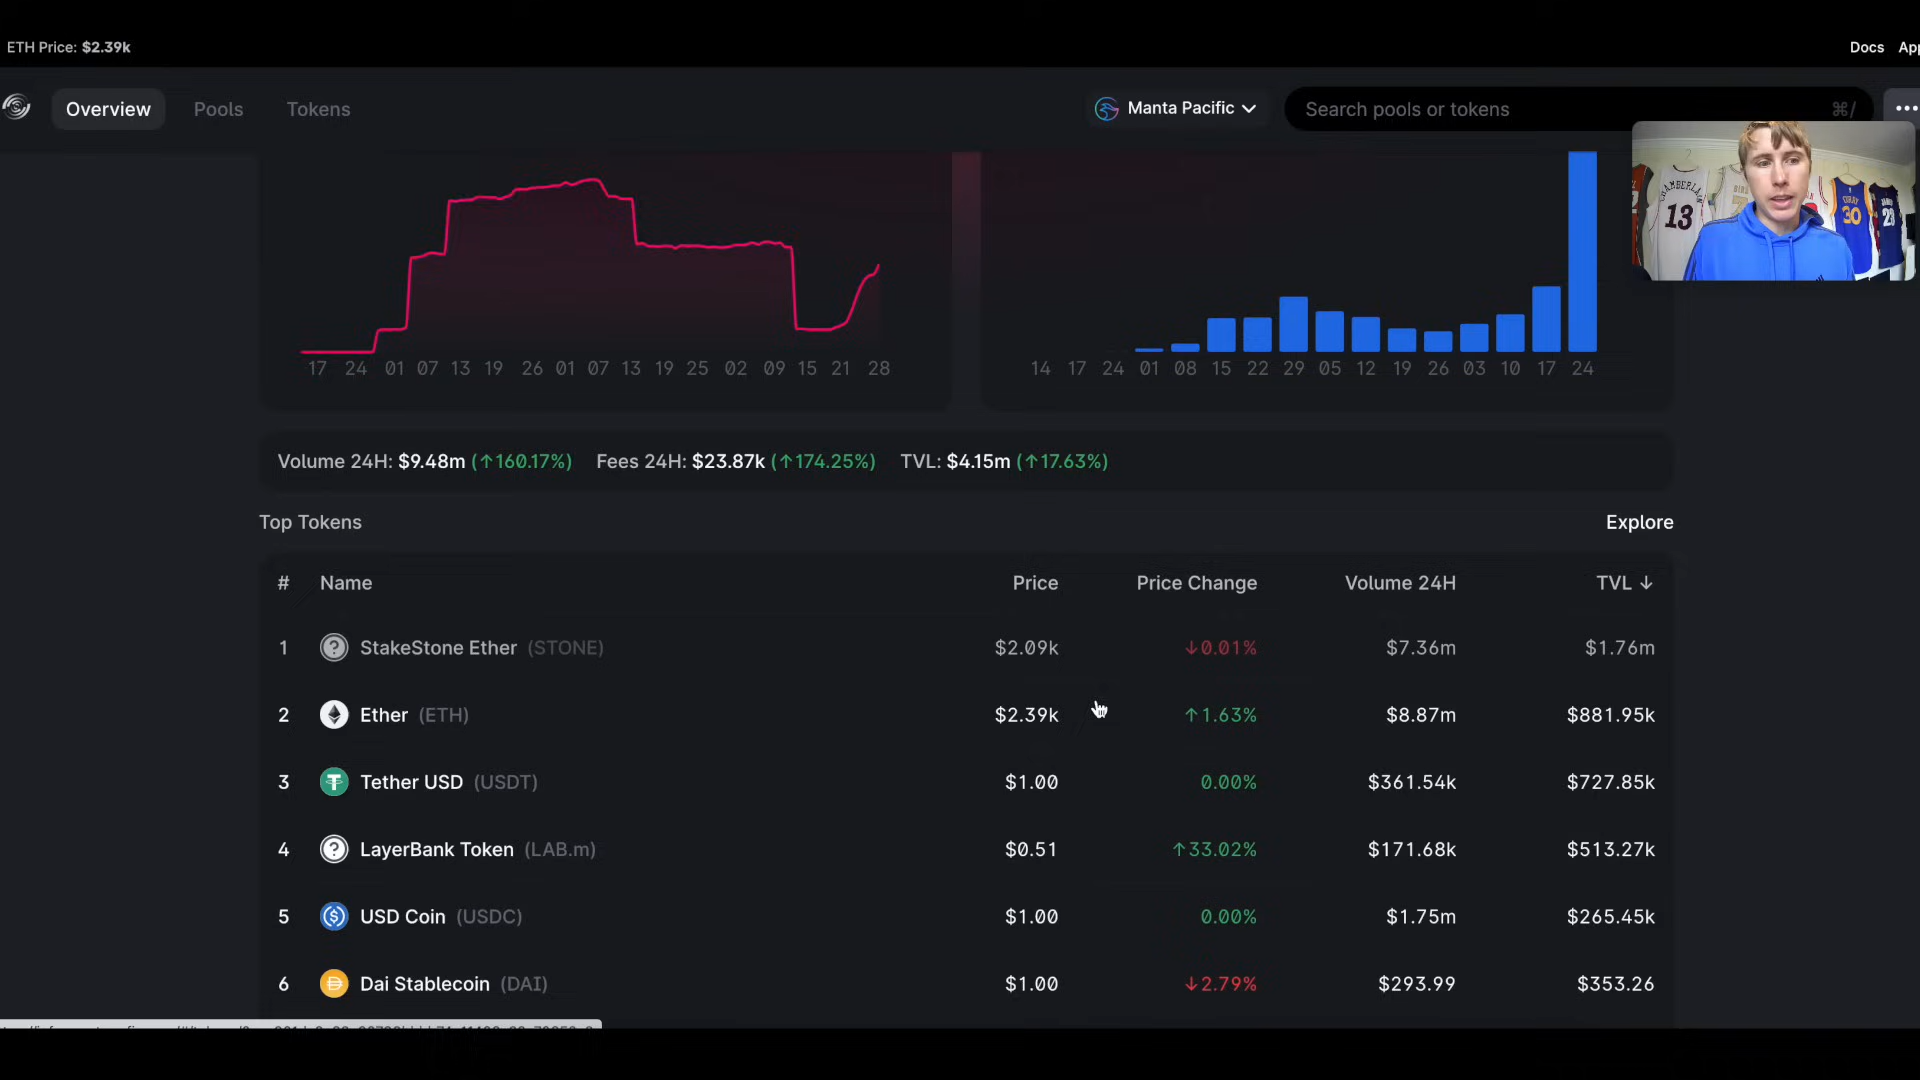 ETH Price: $2.39k
Docs
App
Overview Pools Tokens
Manta Pacific
Search pools or tokens ⌘/
17 24 01 07 13 19 26 01 07 13 19 25 02 09 15 21 28
14 17 24 01 08 15 22 29 05 12 19 26 03 10 17 24
CHAMBERLAIN
13
30
23
Volume 24H: $9.48m (↑160.17%) Fees 24H: $23.87k (↑174.25%) TVL: $4.15m (↑17.63%)
Top Tokens Explore
# Name Price Price Change Volume 24H TVL ↓
1 StakeStone Ether (STONE) $2.09k ↓0.01% $7.36m $1.76m
2 Ether (ETH) $2.39k ↑1.63% $8.87m $881.95k
3 Tether USD (USDT) $1.00 0.00% $361.54k $727.85k
4 LayerBank Token (LAB.m) $0.51 ↑33.02% $171.68k $513.27k
5 USD Coin (USDC) $1.00 0.00% $1.75m $265.45k
6 Dai Stablecoin (DAI) $1.00 ↓2.79% $293.99 $353.26